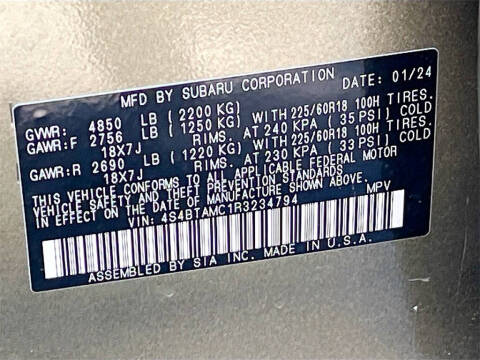 MFD BY SUBARU CORPORATION DATE: 01/24
GVWR: 4850 LB (2200 KG)
GAWR:F 2756 LB (1250 KG) WITH 225/60R18 100H TIRES.
18X7J RIMS. AT 240 KPA (35 PSI) COLD
GAWR:R 2690 LB (1220 KG) WITH 225/60R18 100H TIRES.
18X7J RIMS. AT 230 KPA (33 PSI) COLD
THIS VEHICLE CONFORMS TO ALL APPLICABLE FEDERAL MOTOR
VEHICLE SAFETY AND THEFT PREVENTION STANDARDS
IN EFFECT ON THE DATE OF MANUFACTURE SHOWN ABOVE.
VIN: 4S4BTAMC1R3234794 MPV
ASSEMBLED BY SIA INC. MADE IN U.S.A.